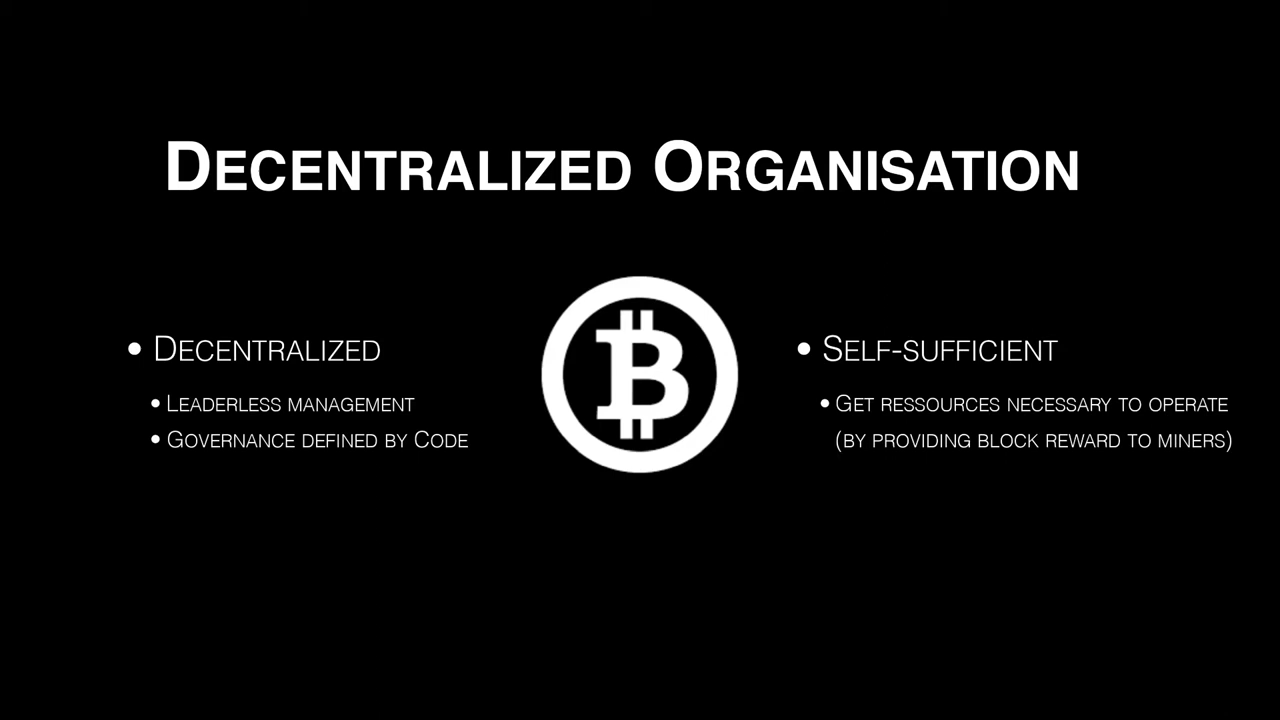 Decentralized Organisation
• Decentralized
• Leaderless management
• Governance defined by Code
• Self-sufficient
• Get ressources necessary to operate
(by providing block reward to miners)